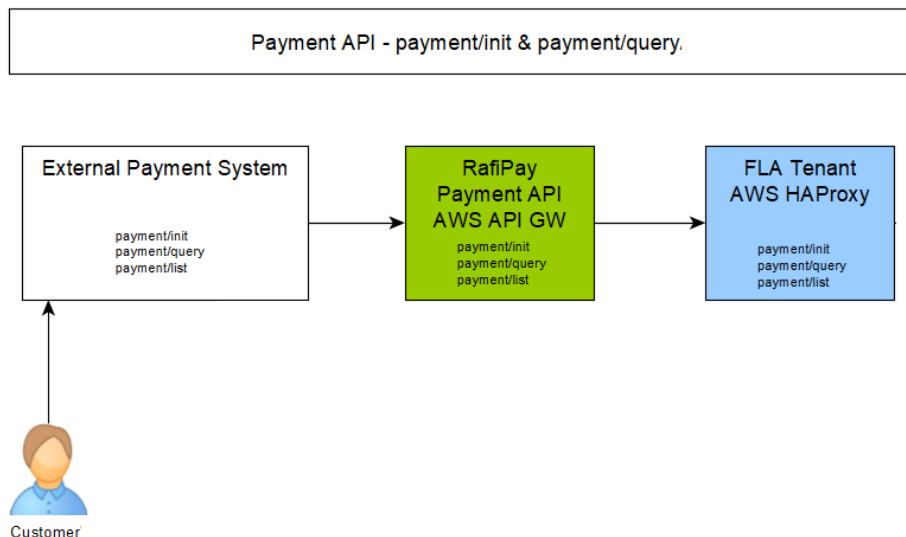 Payment API - payment/init & payment/query.
External Payment System
payment/init
payment/query
payment/list
RafiPay
Payment API
AWS API GW
payment/init
payment/query
payment/list
FLA Tenant
AWS HAProxy
payment/init
payment/query
payment/list
Customer